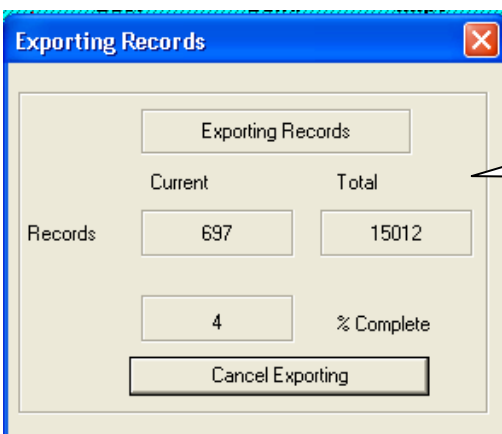 Exporting Records
Exporting Records
Current Total
Records 697 15012
4 % Complete
Cancel Exporting